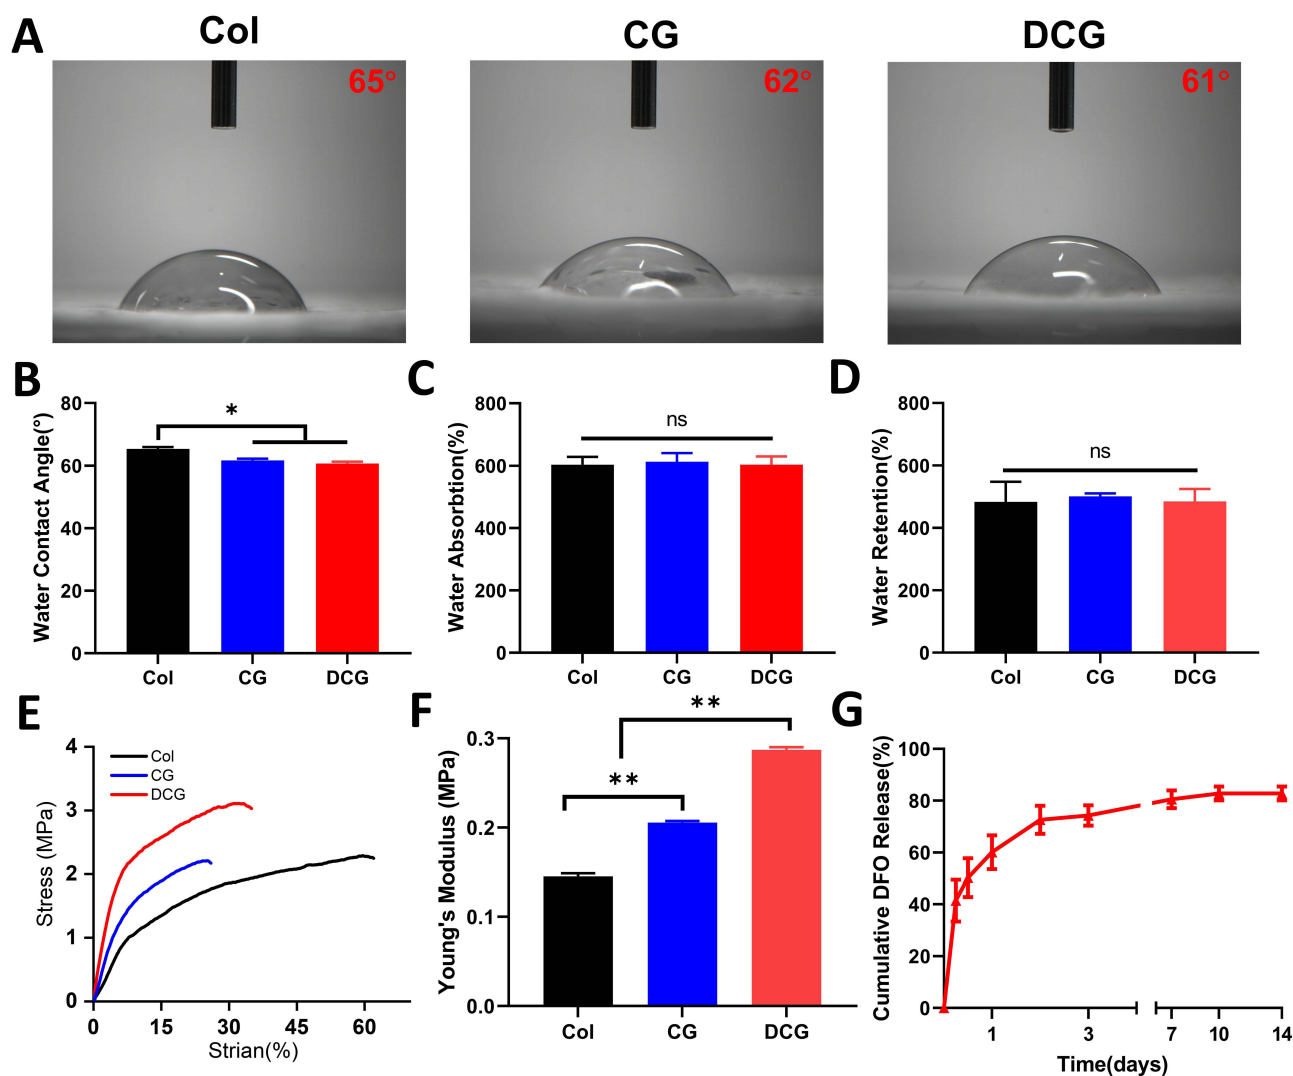 A
Col
CG
DCG
65°
62°
61°
B
80
60
40
20
0
Water Contact Angle(°)
*
Col
CG
DCG
C
800
600
400
200
0
Water Absorbtion(%)
ns
Col
CG
DCG
D
800
600
400
200
0
Water Retention(%)
ns
Col
CG
DCG
E
4
3
2
1
0
Stress (MPa)
Col
CG
DCG
0
15
30
45
60
Strian(%)
F
0.3
0.2
0.1
0.0
Young's Modulus (MPa)
**
**
Col
CG
DCG
G
100
80
60
40
20
0
Cumulative DFO Release(%)
1
3
7
10
14
Time(days)